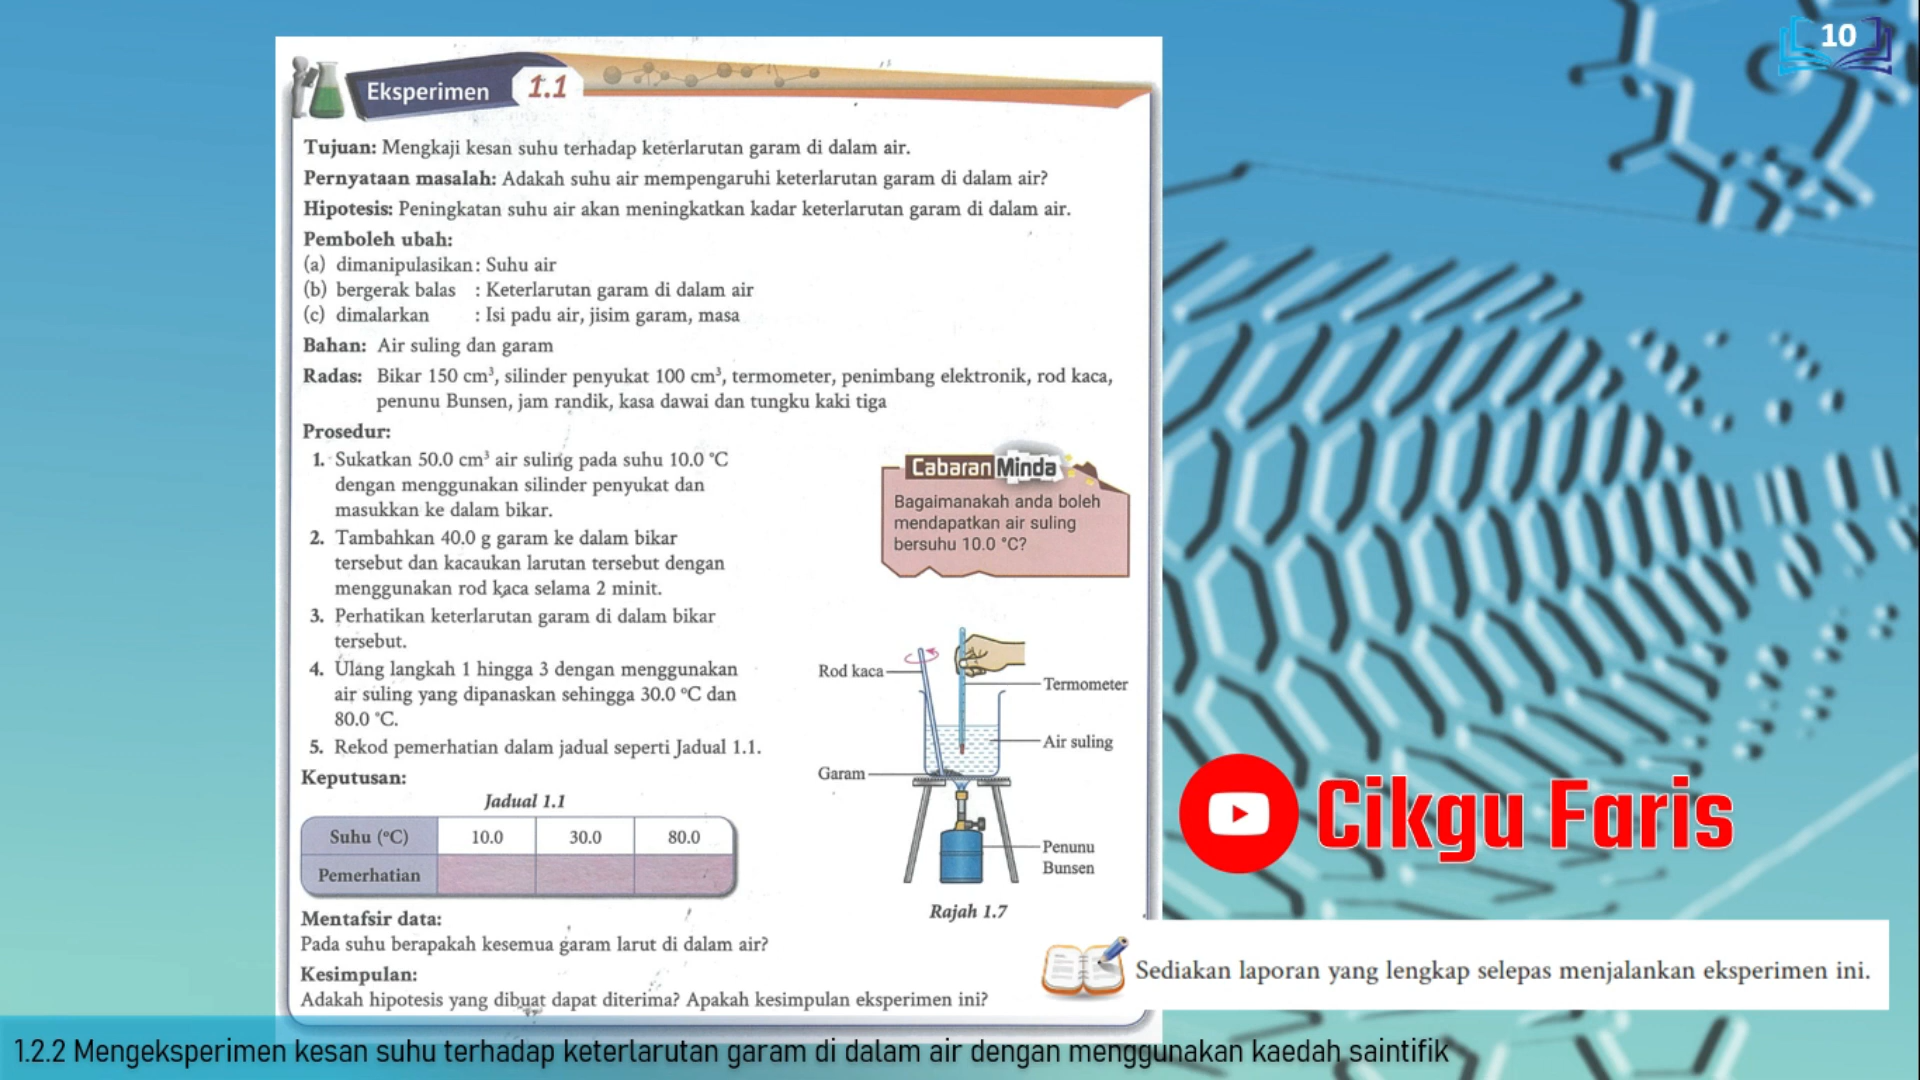 10
Eksperimen 1.1
Tujuan: Mengkaji kesan suhu terhadap keterlarutan garam di dalam air.
Pernyataan masalah: Adakah suhu air mempengaruhi keterlarutan garam di dalam air?
Hipotesis: Peningkatan suhu air akan meningkatkan kadar keterlarutan garam di dalam air.
Pemboleh ubah:
(a) dimanipulasikan: Suhu air
(b) bergerak balas : Keterlarutan garam di dalam air
(c) dimalarkan : Isi padu air, jisim garam, masa
Bahan: Air suling dan garam
Radas: Bikar 150 cm³, silinder penyukat 100 cm³, termometer, penimbang elektronik, rod kaca,
penunu Bunsen, jam randik, kasa dawai dan tungku kaki tiga
Prosedur:
1. Sukatkan 50.0 cm³ air suling pada suhu 10.0 °C
dengan menggunakan silinder penyukat dan
masukkan ke dalam bikar.
2. Tambahkan 40.0 g garam ke dalam bikar
tersebut dan kacaukan larutan tersebut dengan
menggunakan rod kaca selama 2 minit.
3. Perhatikan keterlarutan garam di dalam bikar
tersebut.
4. Ulang langkah 1 hingga 3 dengan menggunakan
air suling yang dipanaskan sehingga 30.0 °C dan
80.0 °C.
5. Rekod pemerhatian dalam jadual seperti Jadual 1.1.
Cabaran Minda
Bagaimanakah anda boleh
mendapatkan air suling
bersuhu 10.0 °C?
Rod kaca
Termometer
Air suling
Garam
Penunu
Bunsen
Rajah 1.7
Keputusan:
Jadual 1.1
Suhu (°C) 10.0 30.0 80.0
Pemerhatian
Mentafsir data:
Pada suhu berapakah kesemua garam larut di dalam air?
Kesimpulan:
Adakah hipotesis yang dibuat dapat diterima? Apakah kesimpulan eksperimen ini?
Cikgu Faris
Sediakan laporan yang lengkap selepas menjalankan eksperimen ini.
1.2.2 Mengeksperimen kesan suhu terhadap keterlarutan garam di dalam air dengan menggunakan kaedah saintifik